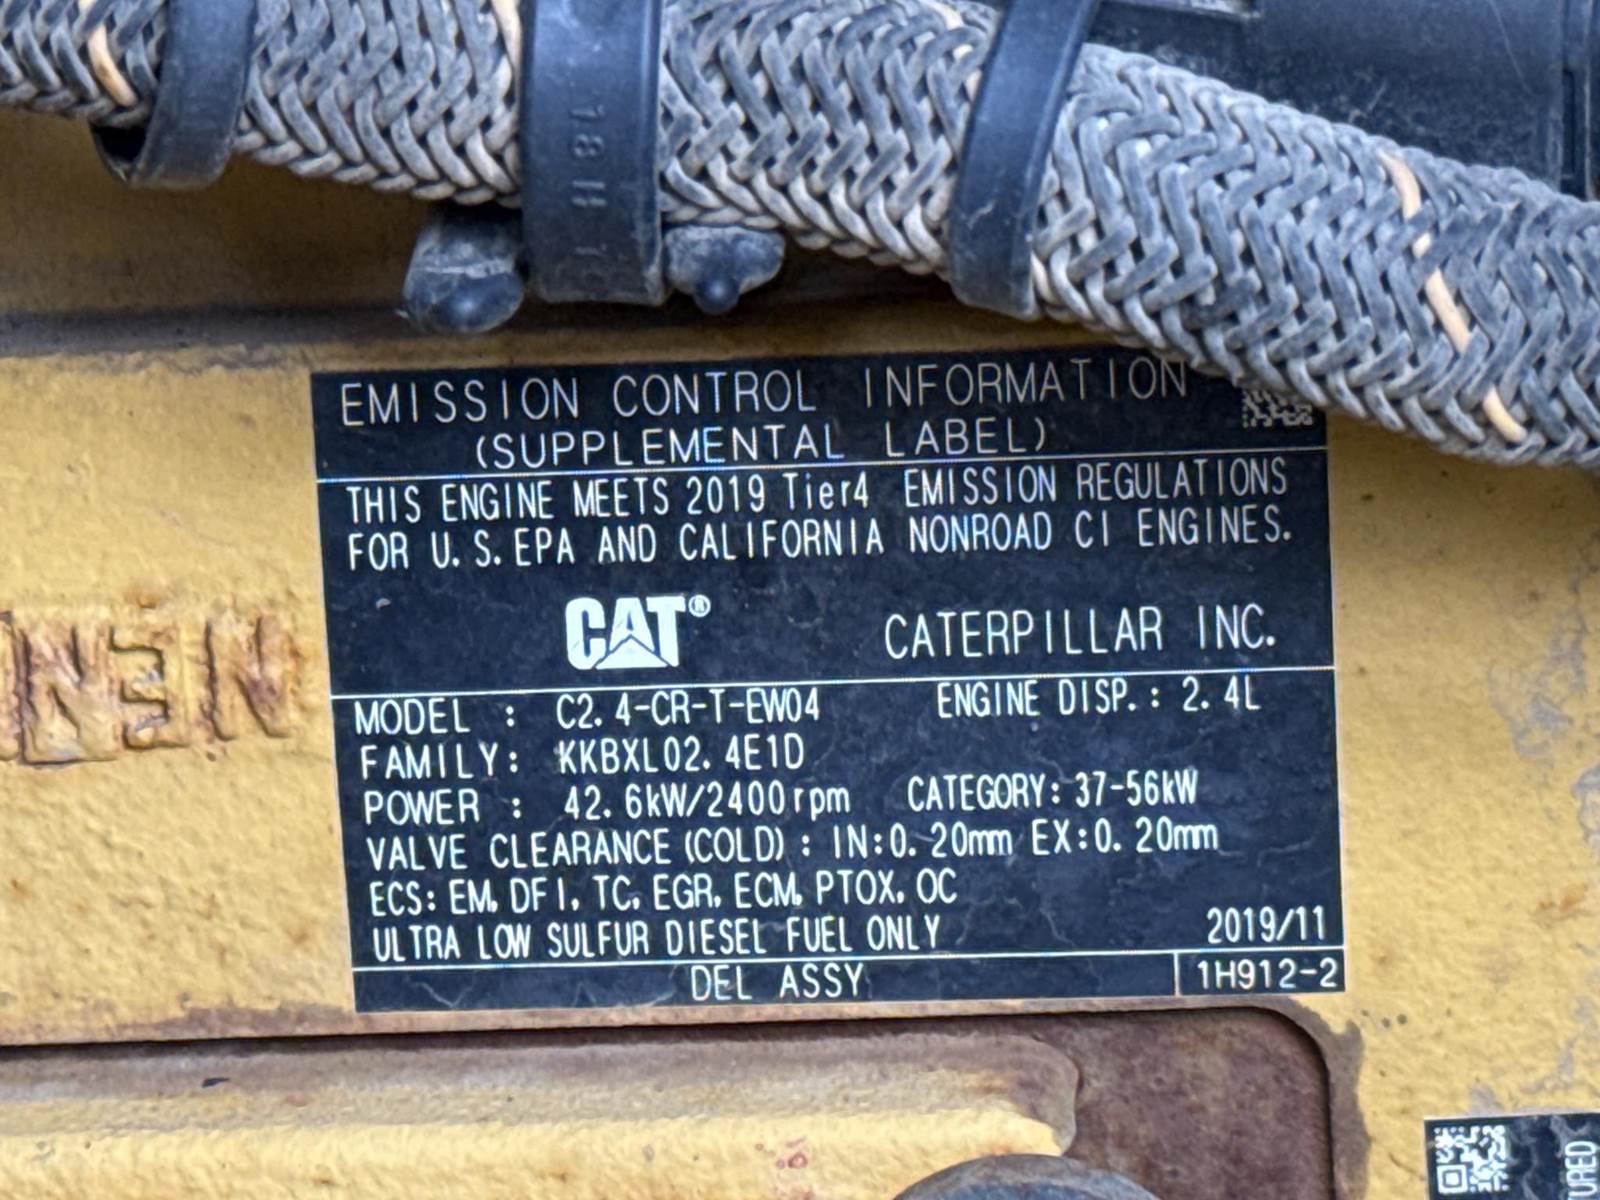 18 11
EMISSION CONTROL INFORMATION
(SUPPLEMENTAL LABEL)
THIS ENGINE MEETS 2019 Tier4 EMISSION REGULATIONS
FOR U.S.EPA AND CALIFORNIA NONROAD CI ENGINES.
CAT® CATERPILLAR INC.
MODEL : C2.4-CR-T-EW04 ENGINE DISP.: 2.4L
FAMILY: KKBXL02.4E1D
POWER : 42.6kW/2400rpm CATEGORY: 37-56kW
VALVE CLEARANCE (COLD) : IN:0.20mm EX:0.20mm
ECS: EM, DFI, TC, EGR, ECM, PTOX, OC
ULTRA LOW SULFUR DIESEL FUEL ONLY 2019/11
DEL ASSY 1H912-2